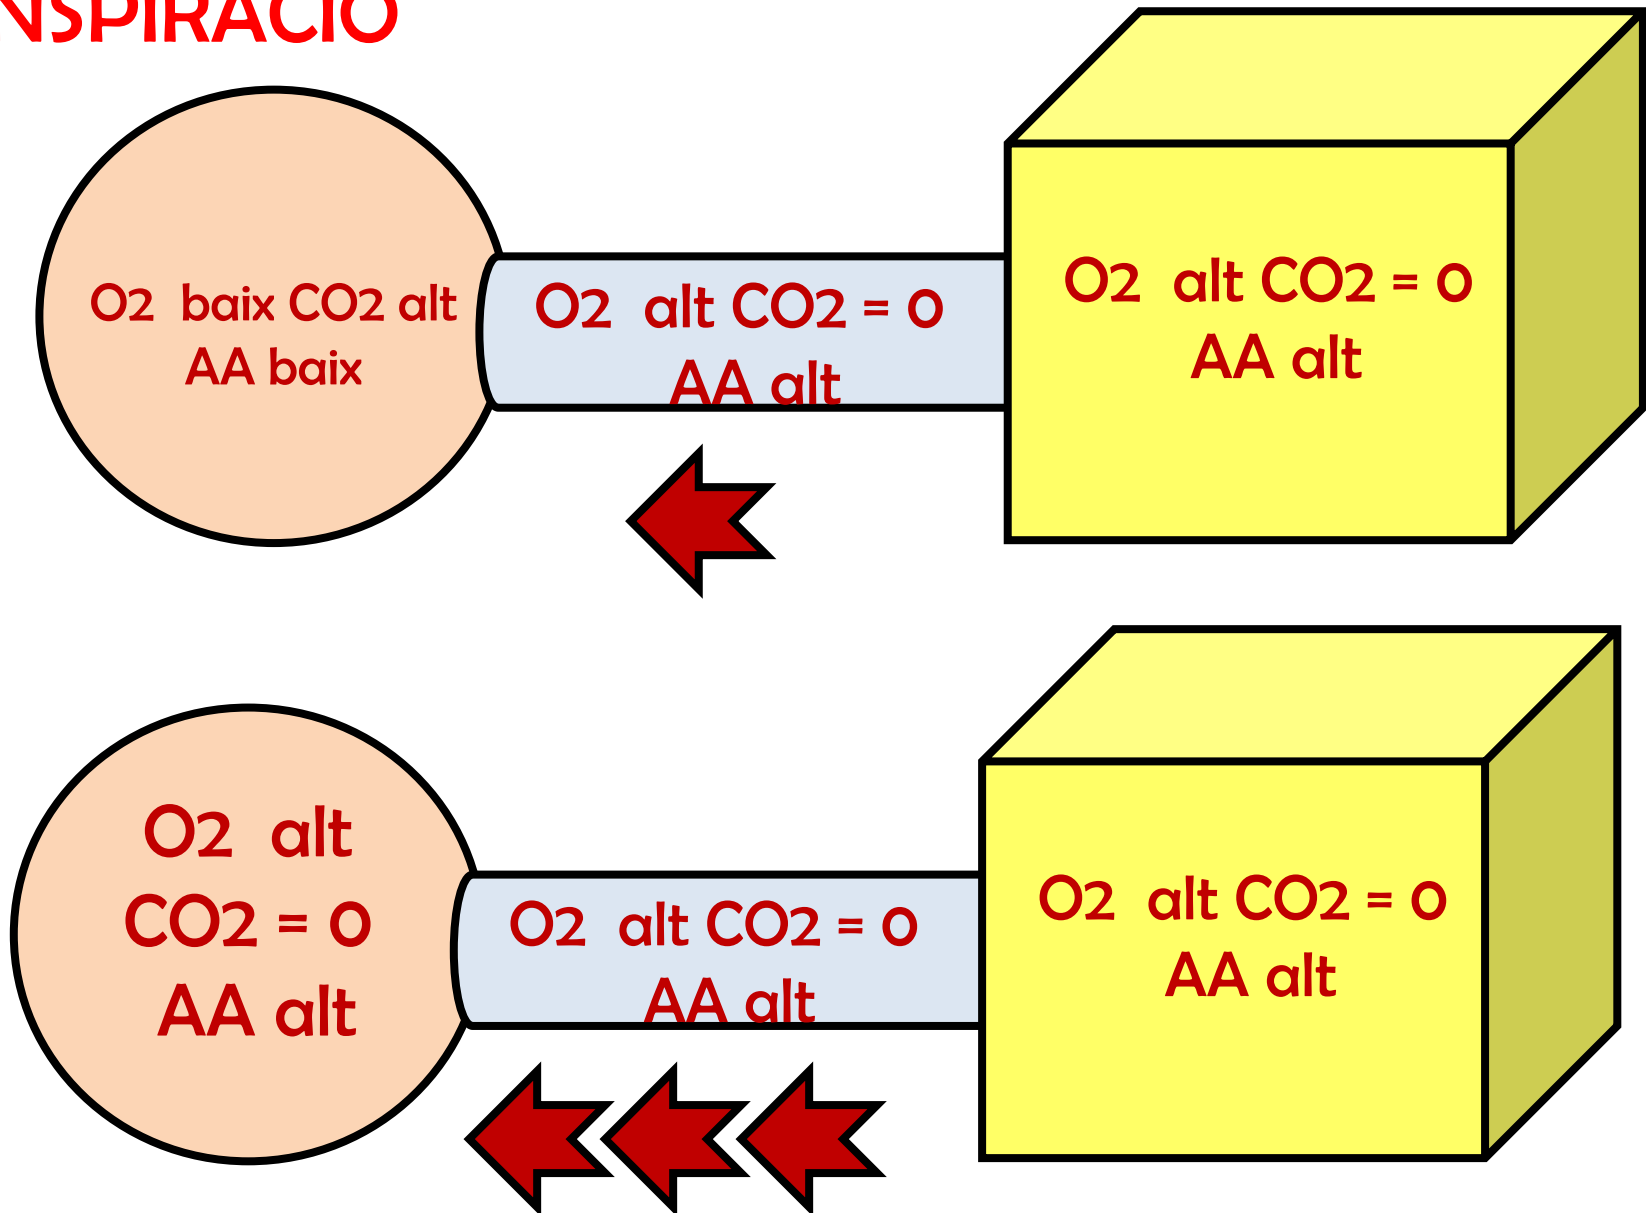 NSPIRACIO
O2 baix CO2 alt
AA baix
O2 alt CO2 = 0
AA alt
O2 alt CO2 = 0
AA alt
O2 alt
CO2 = 0
AA alt
O2 alt CO2 = 0
AA alt
O2 alt CO2 = 0
AA alt